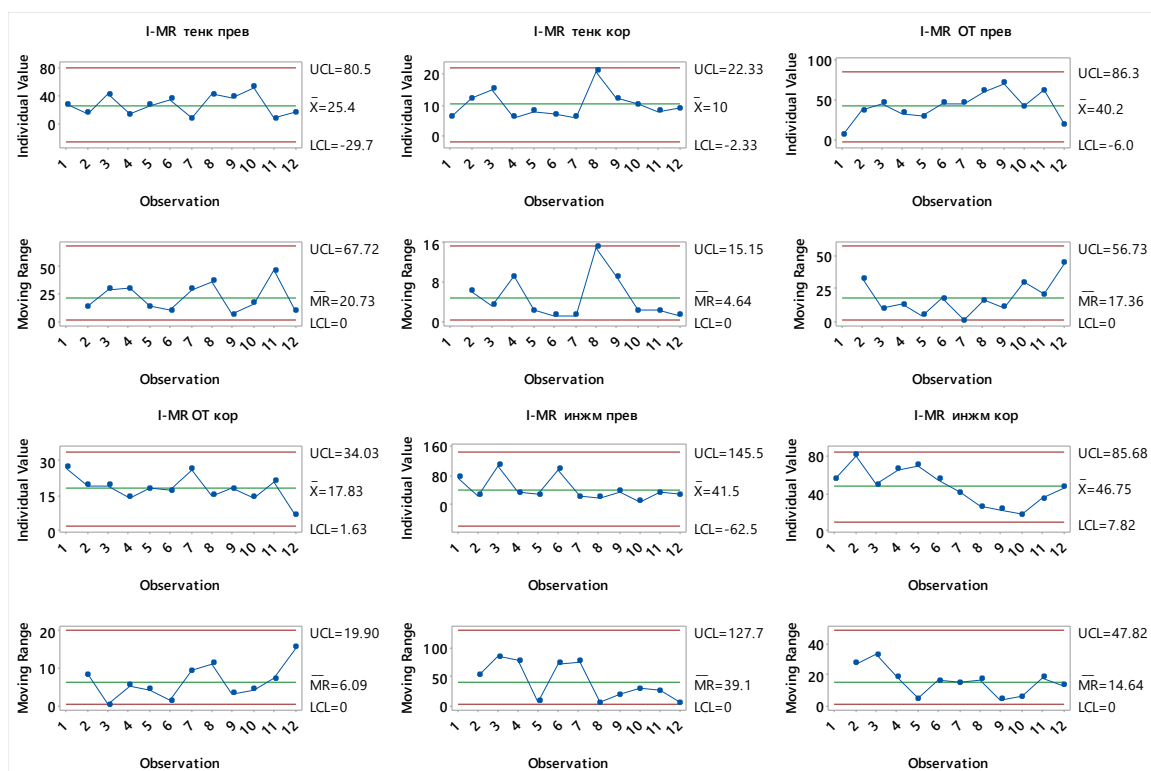 I-MR тенк прев
Individual Value
80
40
0
UCL=80.5
X̄=25.4
LCL=-29.7
1 2 3 4 5 6 7 8 9 10 11 12
Observation
Moving Range
50
25
0
UCL=67.72
M̅R̅=20.73
LCL=0
1 2 3 4 5 6 7 8 9 10 11 12
Observation
I-MR тенк кор
Individual Value
20
10
0
UCL=22.33
X̄=10
LCL=-2.33
1 2 3 4 5 6 7 8 9 10 11 12
Observation
Moving Range
16
8
0
UCL=15.15
M̅R̅=4.64
LCL=0
1 2 3 4 5 6 7 8 9 10 11 12
Observation
I-MR ОТ прев
Individual Value
100
50
0
UCL=86.3
X̄=40.2
LCL=-6.0
1 2 3 4 5 6 7 8 9 10 11 12
Observation
Moving Range
50
25
0
UCL=56.73
M̅R̅=17.36
LCL=0
1 2 3 4 5 6 7 8 9 10 11 12
Observation
I-MR ОТ кор
Individual Value
30
15
0
UCL=34.03
X̄=17.83
LCL=1.63
1 2 3 4 5 6 7 8 9 10 11 12
Observation
Moving Range
20
10
0
UCL=19.90
M̅R̅=6.09
LCL=0
1 2 3 4 5 6 7 8 9 10 11 12
Observation
I-MR инжм прев
Individual Value
160
80
0
UCL=145.5
X̄=41.5
LCL=-62.5
1 2 3 4 5 6 7 8 9 10 11 12
Observation
Moving Range
100
50
0
UCL=127.7
M̅R̅=39.1
LCL=0
1 2 3 4 5 6 7 8 9 10 11 12
Observation
I-MR инжм кор
Individual Value
80
40
0
UCL=85.68
X̄=46.75
LCL=7.82
1 2 3 4 5 6 7 8 9 10 11 12
Observation
Moving Range
40
20
0
UCL=47.82
M̅R̅=14.64
LCL=0
1 2 3 4 5 6 7 8 9 10 11 12
Observation